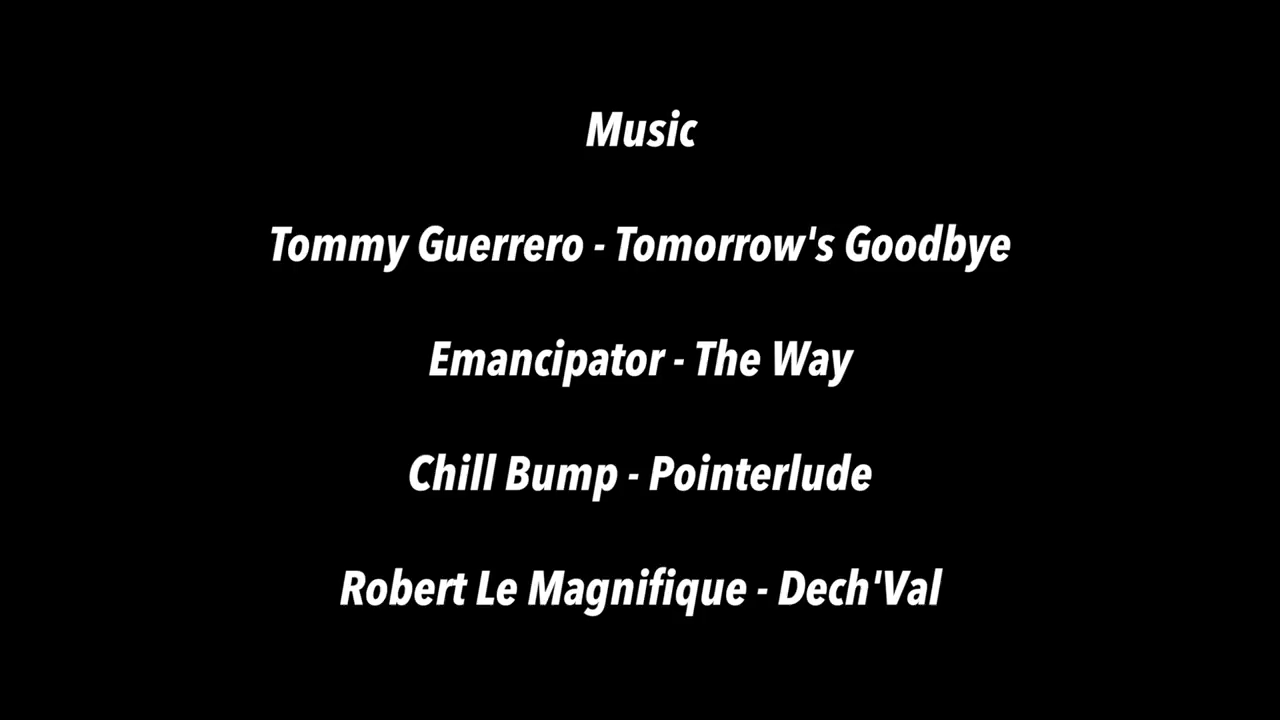 Music
Tommy Guerrero - Tomorrow's Goodbye
Emancipator - The Way
Chill Bump - Pointerlude
Robert Le Magnifique - Dech'Val